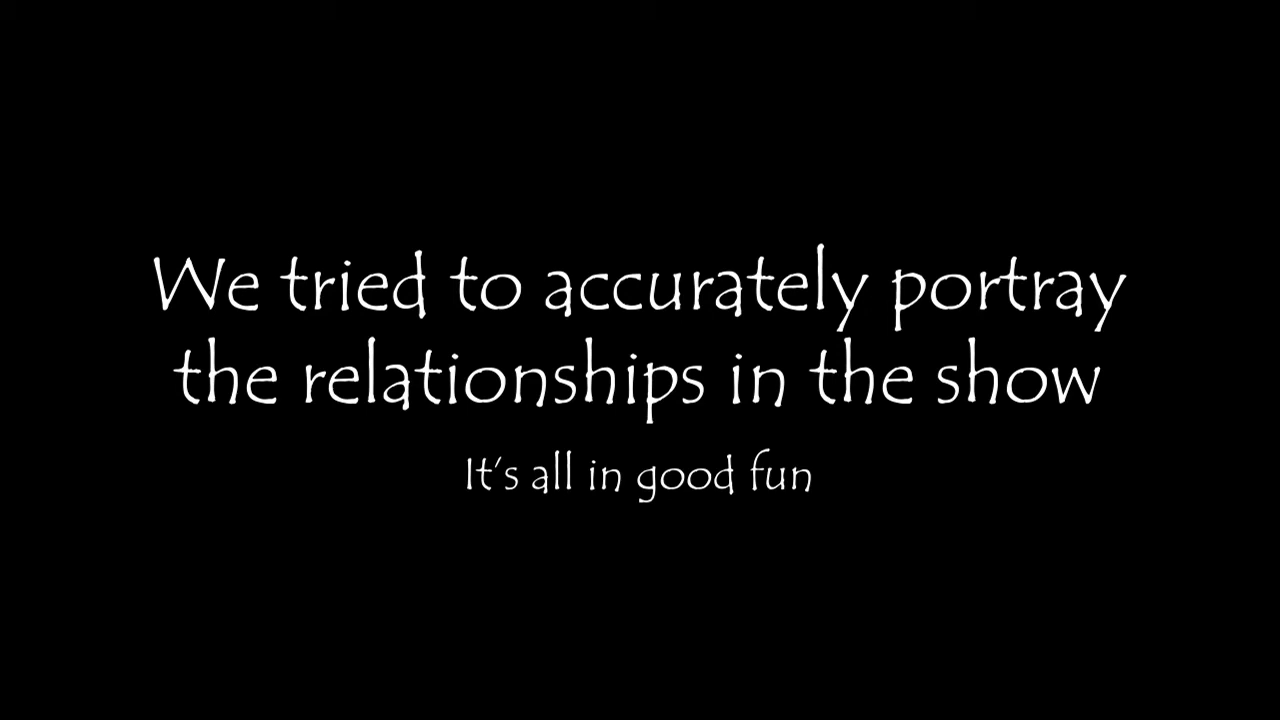 We tried to accurately portray
the relationships in the show
It's all in good fun